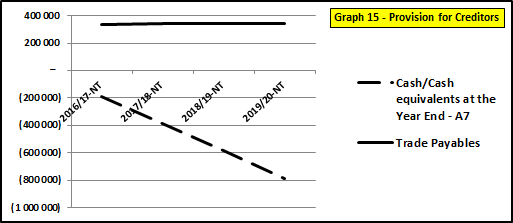 Graph 15 - Provision for Creditors
400 000
200 000
–
(200 000)
(400 000)
(600 000)
(800 000)
(1 000 000)
2016/17-NT
2017/18-NT
2018/19-NT
2019/20-NT
Cash/Cash
equivalents at the
Year End - A7
Trade Payables